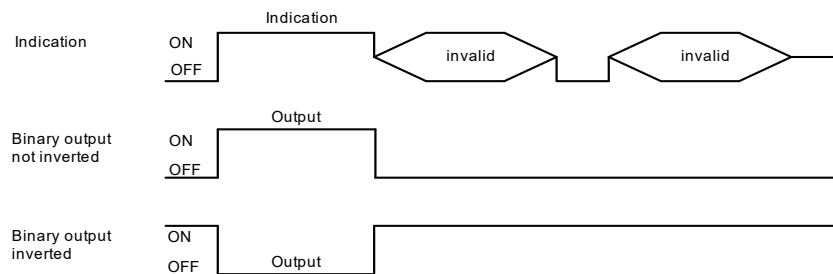 Indication
Indication
ON
OFF
invalid
invalid
Output
Binary output
not inverted
ON
OFF
Binary output
inverted
ON
OFF
Output